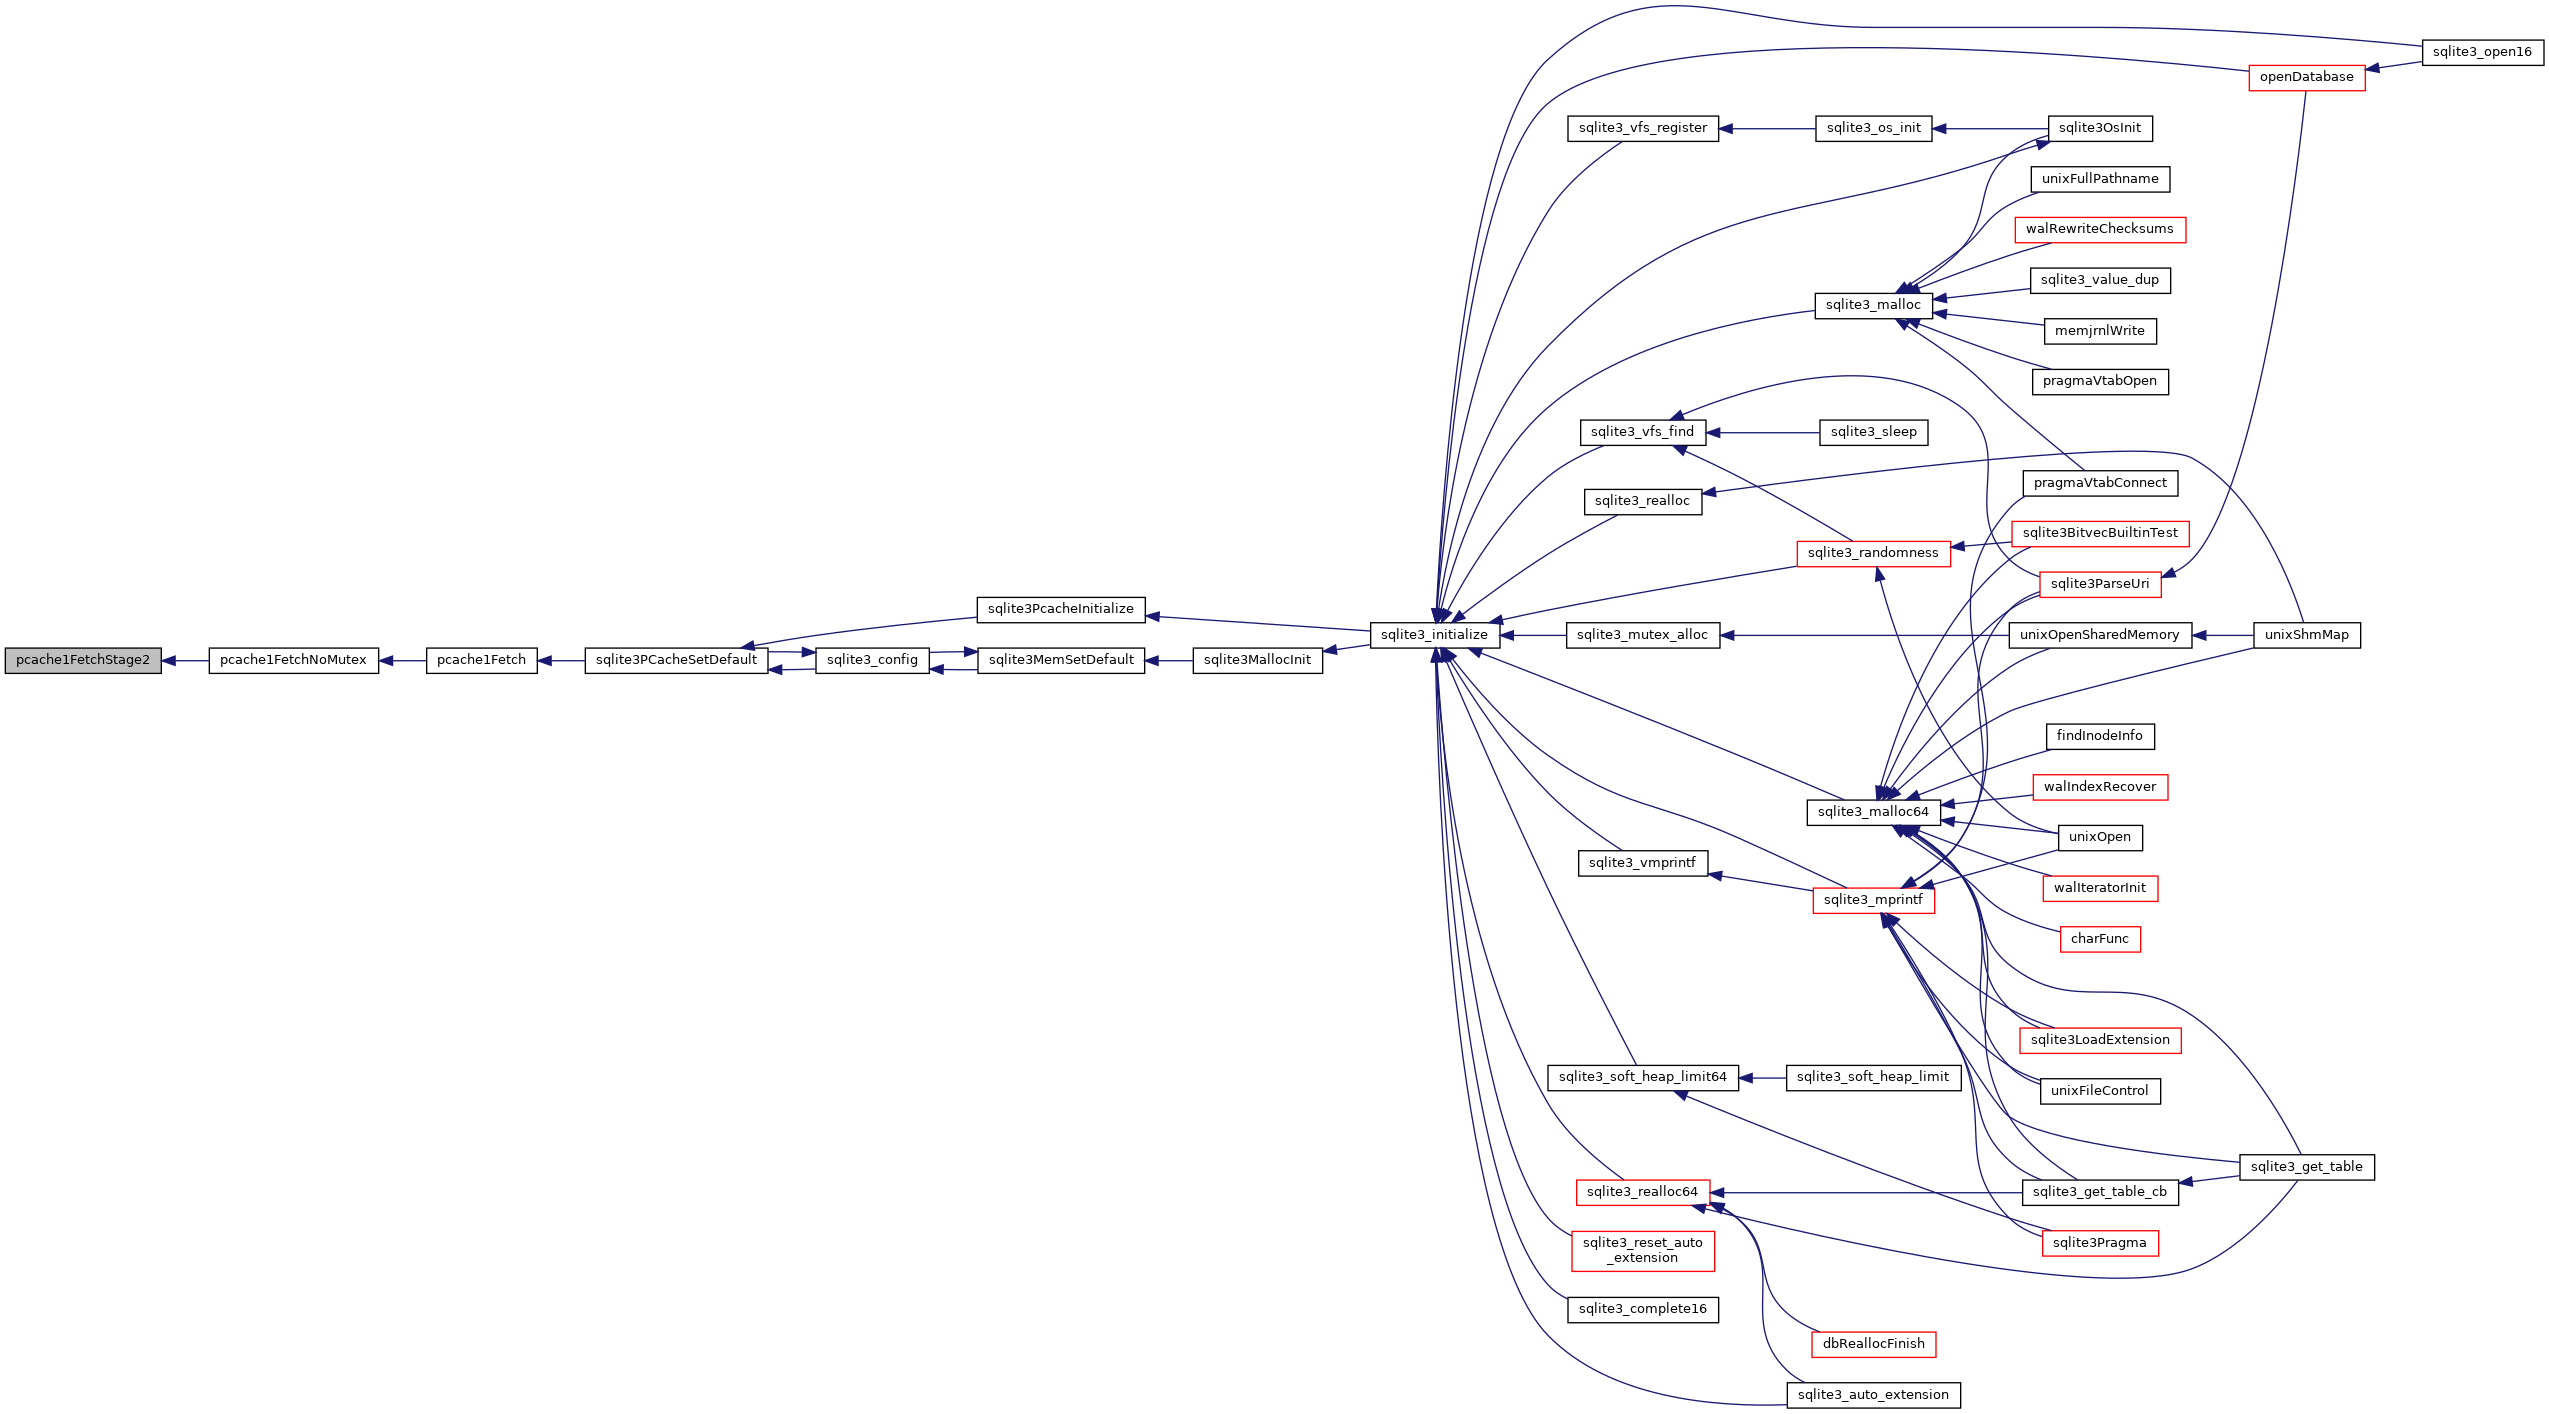 pcache1FetchStage2
pcache1FetchNoMutex
pcache1Fetch
sqlite3PCacheSetDefault
sqlite3PcacheInitialize
sqlite3_config
sqlite3MemSetDefault
sqlite3MallocInit
sqlite3_initialize
sqlite3_vfs_register
sqlite3_vfs_find
sqlite3_realloc
sqlite3_mutex_alloc
sqlite3_vmprintf
sqlite3_soft_heap_limit64
sqlite3_realloc64
sqlite3_reset_auto
_extension
sqlite3_complete16
sqlite3_os_init
sqlite3_malloc
sqlite3_sleep
sqlite3_randomness
sqlite3_malloc64
sqlite3_mprintf
sqlite3_soft_heap_limit
dbReallocFinish
sqlite3_auto_extension
sqlite3OsInit
unixFullPathname
walRewriteChecksums
sqlite3_value_dup
memjrnlWrite
pragmaVtabOpen
pragmaVtabConnect
sqlite3BitvecBuiltinTest
sqlite3ParseUri
unixOpenSharedMemory
findInodeInfo
walIndexRecover
unixOpen
walIteratorInit
charFunc
sqlite3LoadExtension
unixFileControl
sqlite3_get_table_cb
sqlite3Pragma
openDatabase
unixShmMap
sqlite3_get_table
sqlite3_open16